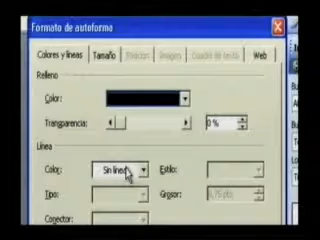 Formato de autoforma
Colores y líneas Tamaño Posición Imagen Cuadro de texto Web
Relleno
Color:
Transparencia: 0 %
Línea
Color: Sin línea Estilo:
Tipo: Grosor: 0,75 pto
Conector: